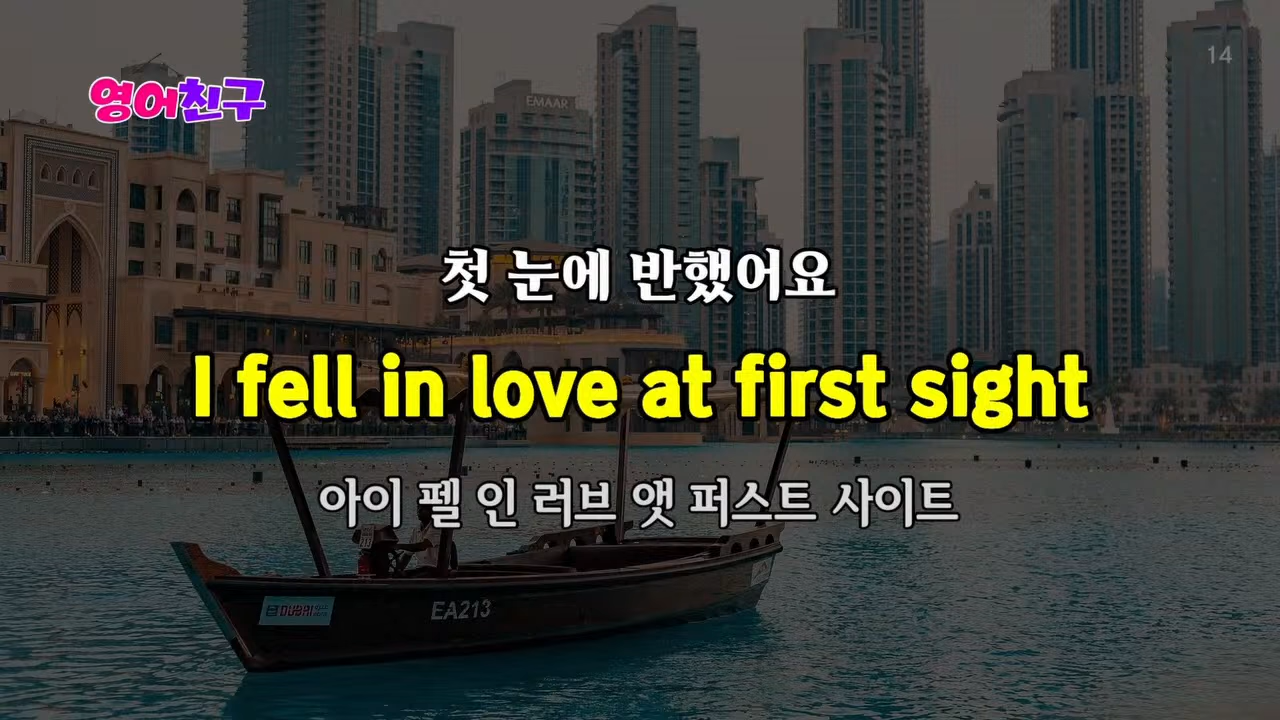 14
영어친구
EMAAR
첫 눈에 반했어요
I fell in love at first sight
아이 펠 인 러브 앳 퍼스트 사이트
DUBAI
EA213